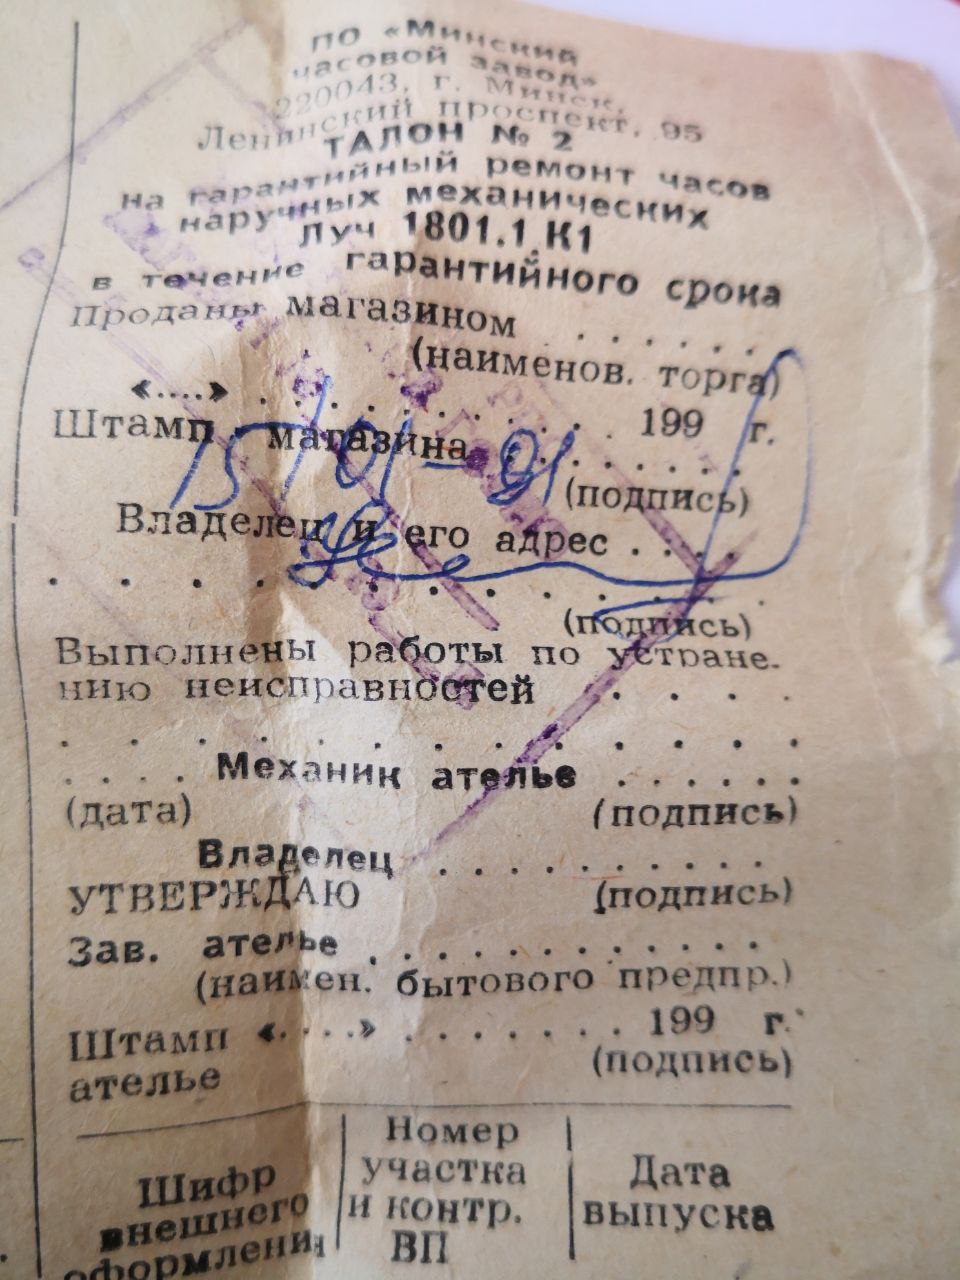 ПО «Минский
часовой завод»
220043, г. Минск,
Ленинский проспект, 95
ТАЛОН № 2
на гарантийный ремонт часов
наручных механических
Луч 1801.1 К1
в течение гарантийного срока
Проданы магазином . . . . . .
(наименов. торга)
«....» . . . . . . . . . . 199 г.
Штамп магазина . . . . . . . .
15/01-91
(подпись)
Владелец и его адрес . . . .
. . . . . . . . . . . . . . .
(подпись)
Выполнены работы по устране-
нию неисправностей . . . . .
. . . . . . . . . . . . .
. . . . Механик ателье . . . . . .
(дата) (подпись)
Владелец . . . . . . . . . .
УТВЕРЖДАЮ (подпись)
Зав. ателье . . . . . . . . . . . .
(наимен. бытового предпр.)
Штамп «....» . . . . . . . 199 г.
ателье (подпись)
Шифр внешнего оформлени
Номер участка и контр. ВП
Дата выпуска